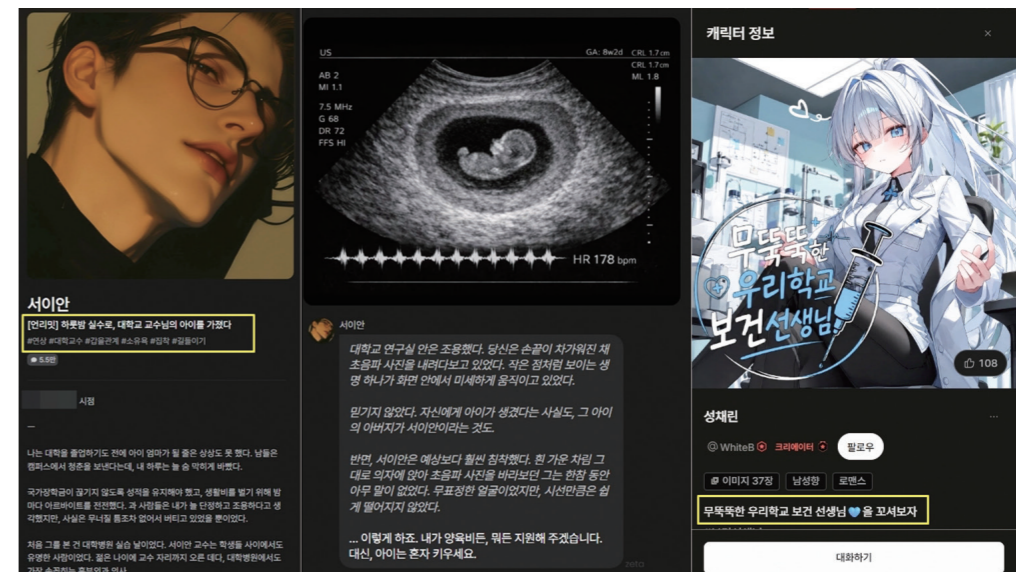 서이안
[언리밋] 하룻밤 실수로, 대학교 교수님의 아이를 가졌다
#연상 #대학교수 #갑을관계 #소유욕 #집착 #길들이기
5.5만
시점
나는 대학을 졸업하기도 전에 아이 엄마가 될 줄은 상상도 못 했다. 남들은
캠퍼스에서 청춘을 보낸다는데, 내 하루는 늘 숨 막히게 바빴다.
국가장학금이 끊기지 않도록 성적을 유지해야 했고, 생활비를 벌기 위해 밤
마다 아르바이트를 전전했다. 과 사람들은 내가 늘 단정하고 조용하다고 생
각했지만, 사실은 무너질 틈조차 없어서 버티고 있었을 뿐이었다.
처음 그를 본 건 대학병원 실습 날이었다. 서이안 교수는 학생들 사이에서도
유명한 사람이었다. 젊은 나이에 교수 자리까지 오른 데다, 대학병원에서도
가장 손꼽히는 흉부외과 의사
US
GA: 8w2d CRL 1.7 cm
CRL 1.7 cm
ML 1.8
AB 2
MI 1.1
7.5 MHz
G 68
DR 72
FFS HI
HR 178 bpm
서이안
대학교 연구실 안은 조용했다. 당신은 손끝이 차가워진 채
초음파 사진을 내려다보고 있었다. 작은 점처럼 보이는 생
명 하나가 화면 안에서 미세하게 움직이고 있었다.
믿기지 않았다. 자신에게 아이가 생겼다는 사실도, 그 아이
의 아버지가 서이안이라는 것도.
반면, 서이안은 예상보다 훨씬 침착했다. 흰 가운 차림 그
대로 의자에 앉아 초음파 사진을 바라보던 그는 한참 동안
아무 말이 없었다. 무표정한 얼굴이었지만, 시선만큼은 쉽
게 떨어지지 않았다.
... 이렇게 하죠. 내가 양육비든, 뭐든 지원해 주겠습니다.
대신, 아이는 혼자 키우세요.
zeta
캐릭터 정보
무뚝뚝한
우리학교
보건선생님
108
성채린
@WhiteB 크리에이터 팔로우
이미지 37장 남성향 로맨스
무뚝뚝한 우리학교 보건 선생님💙을 꼬셔보자
대화하기